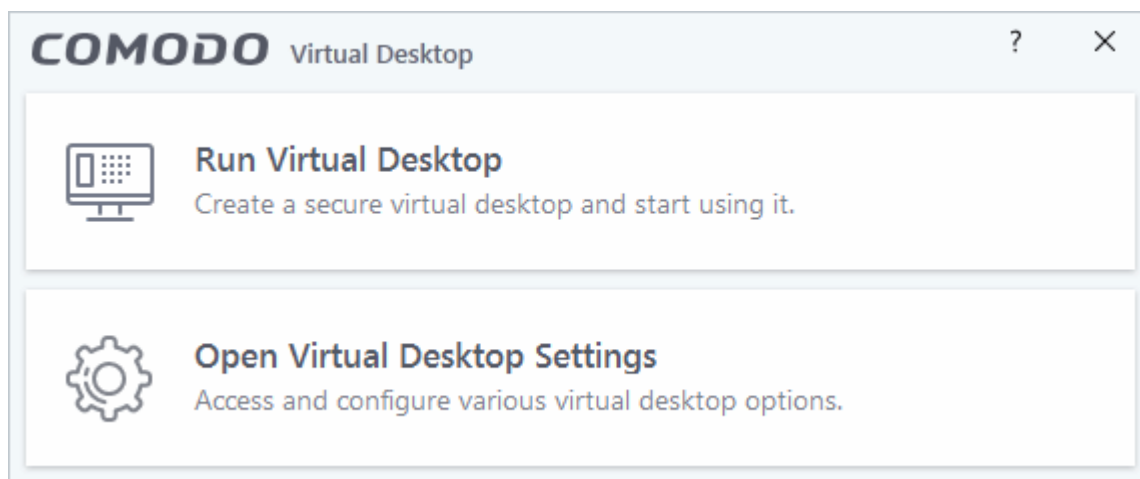 COMODO Virtual Desktop ? ×
Run Virtual Desktop
Create a secure virtual desktop and start using it.
Open Virtual Desktop Settings
Access and configure various virtual desktop options.